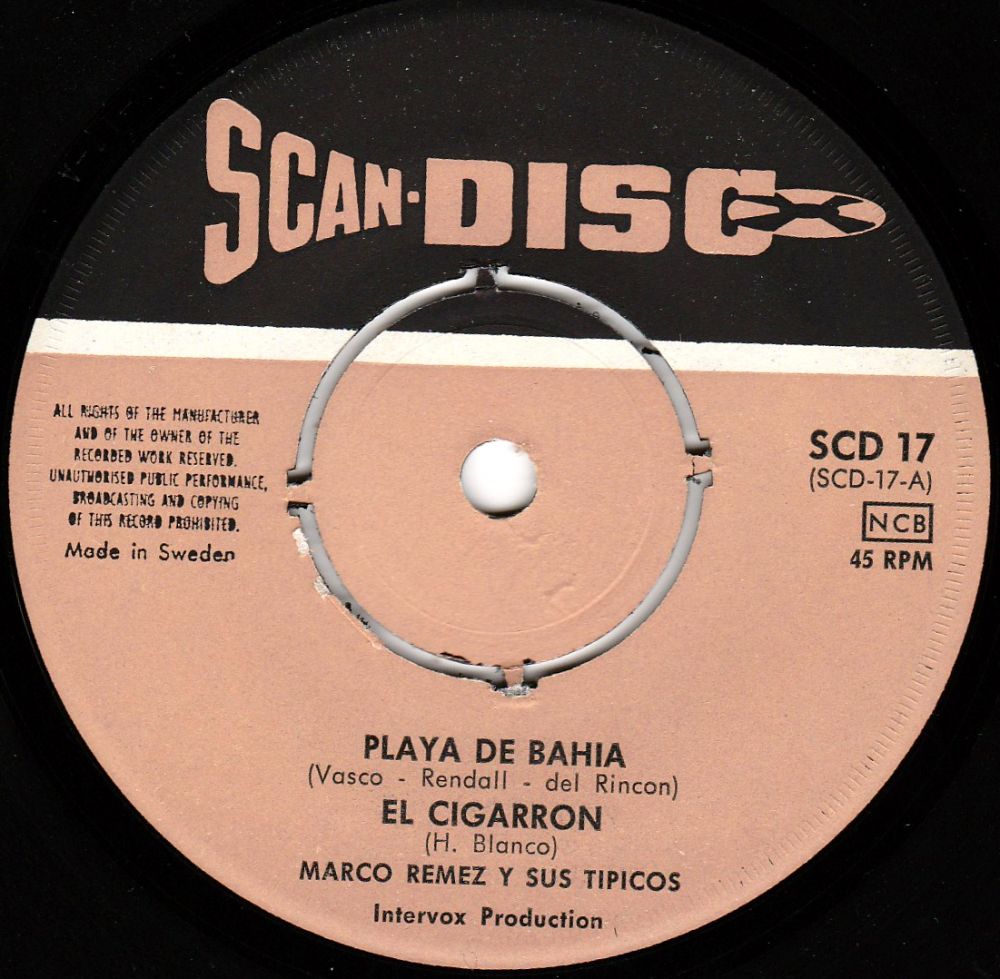 SCAN-DISC
ALL RIGHTS OF THE MANUFACTURER
AND OF THE OWNER OF THE
RECORDED WORK RESERVED.
UNAUTHORISED PUBLIC PERFORMANCE,
BROADCASTING AND COPYING
OF THIS RECORD PROHIBITED.
Made in Sweden
SCD 17
(SCD-17-A)
NCB
45 RPM
PLAYA DE BAHIA
(Vasco - Rendall - del Rincon)
EL CIGARRON
(H. Blanco)
MARCO REMEZ Y SUS TIPICOS
Intervox Production